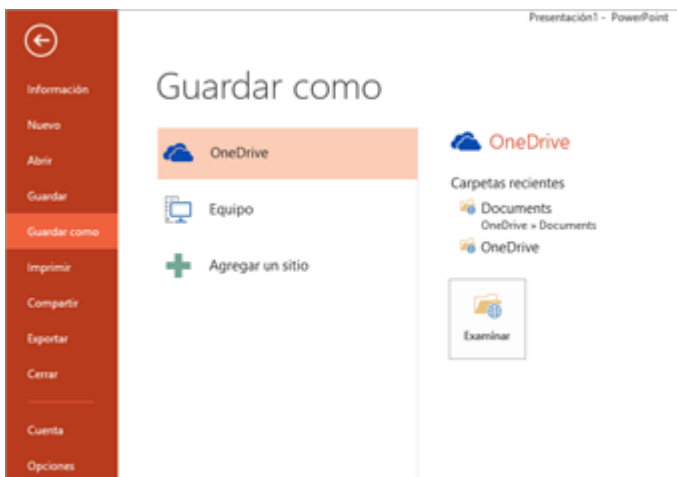 Presentación1 - PowerPoint
Información
Nuevo
Abrir
Guardar
Guardar como
Imprimir
Compartir
Exportar
Cerrar
Cuenta
Opciones
Guardar como
OneDrive
Equipo
Agregar un sitio
OneDrive
Carpetas recientes
Documents
OneDrive » Documents
OneDrive
Examinar